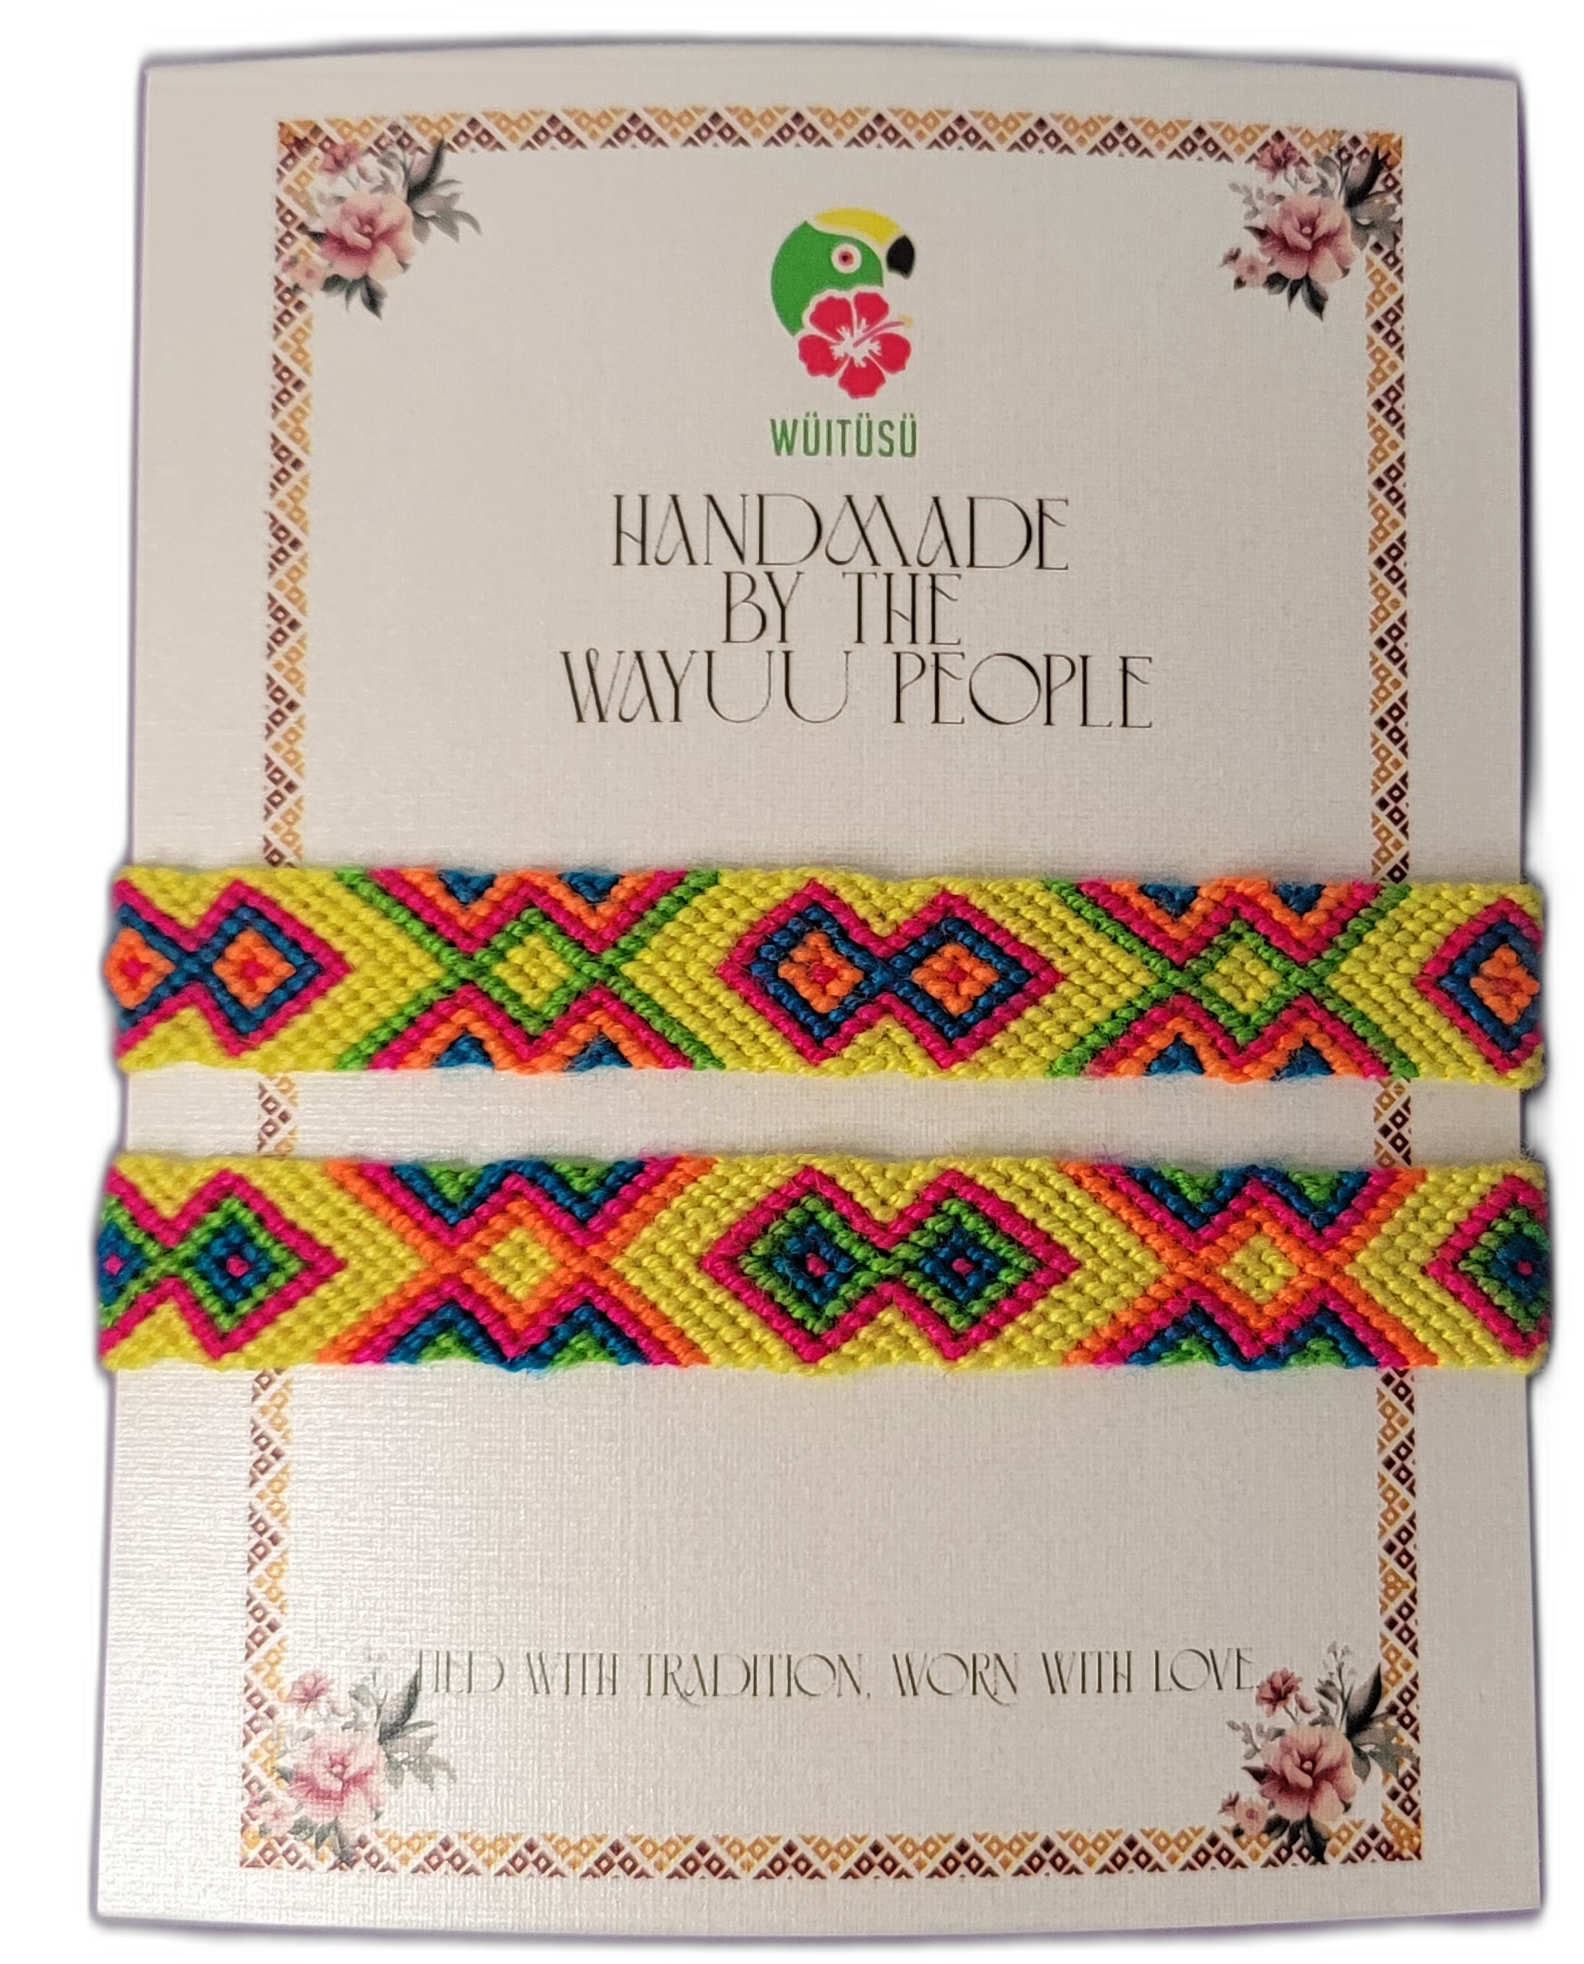 WÜITÜSÜ
HANDMADE
BY THE
WAYUU PEOPLE
TIED WITH TRADITION, WORN WITH LOVE.